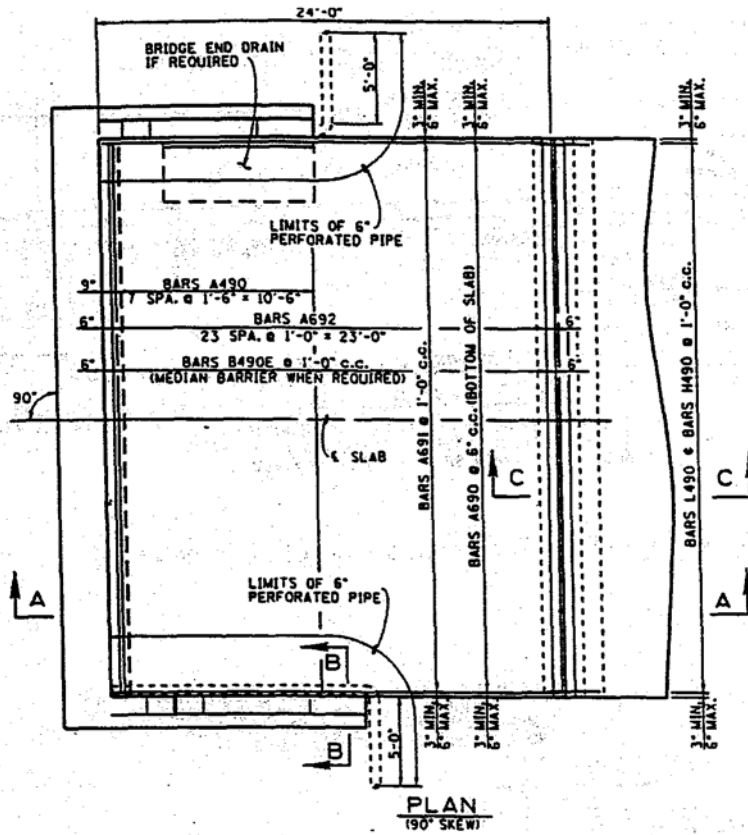 24'-0"
BRIDGE END DRAIN
IF REQUIRED
5'-0"
3" MIN.
6" MAX.
3" MIN.
6" MAX.
3" MIN.
6" MAX.
LIMITS OF 6"
PERFORATED PIPE
9"
BARS A490
7 SPA. @ 1'-6" = 10'-6"
6"
BARS A692
6"
23 SPA. @ 1'-0" = 23'-0"
6"
BARS B490E @ 1'-0" c.c.
6"
(MEDIAN BARRIER WHEN REQUIRED)
90°
℄ SLAB
BARS A691 @ 1'-0" c.c.
BARS A690 @ 6" c.c. (BOTTOM OF SLAB)
BARS L490 & BARS H490 @ 1'-0" c.c.
C
C
A
A
LIMITS OF 6"
PERFORATED PIPE
B
B
5'-0"
3" MIN.
6" MAX.
3" MIN.
6" MAX.
3" MIN.
6" MAX.
PLAN
(90° SKEW)